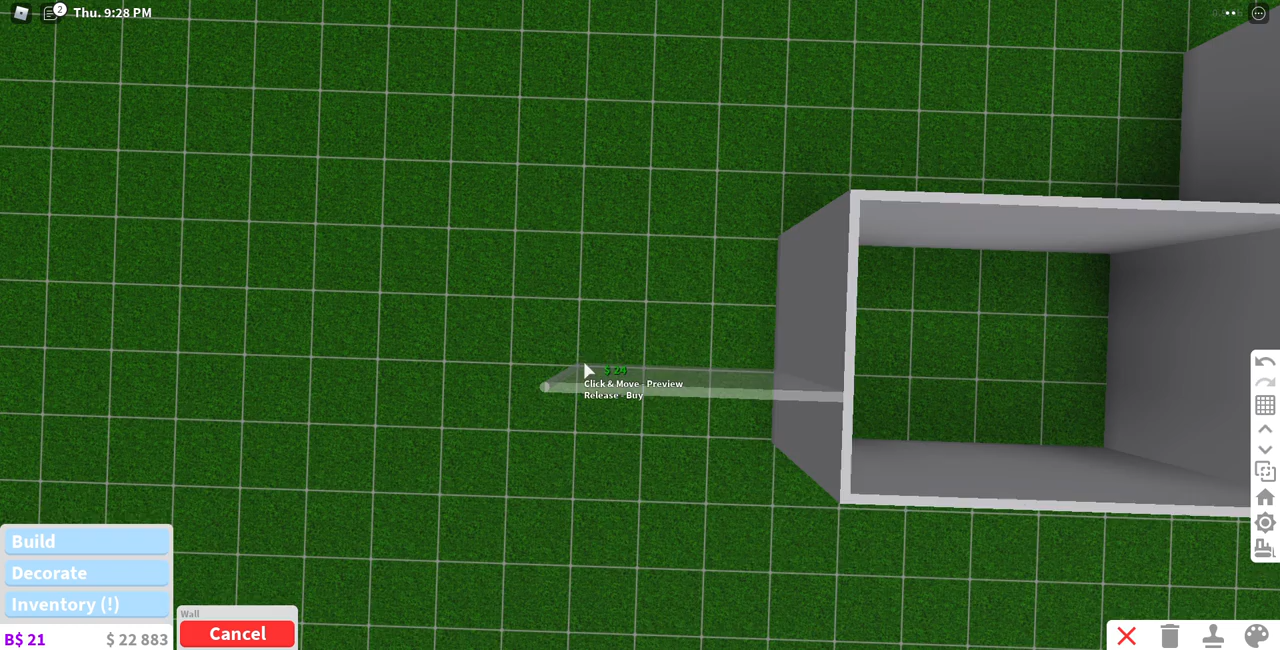 2
Thu. 9:28 PM
$ 24
Click & Move - Preview
Release - Buy
Build
Decorate
Inventory (!)
B$ 21
$ 22 883
Wall
Cancel